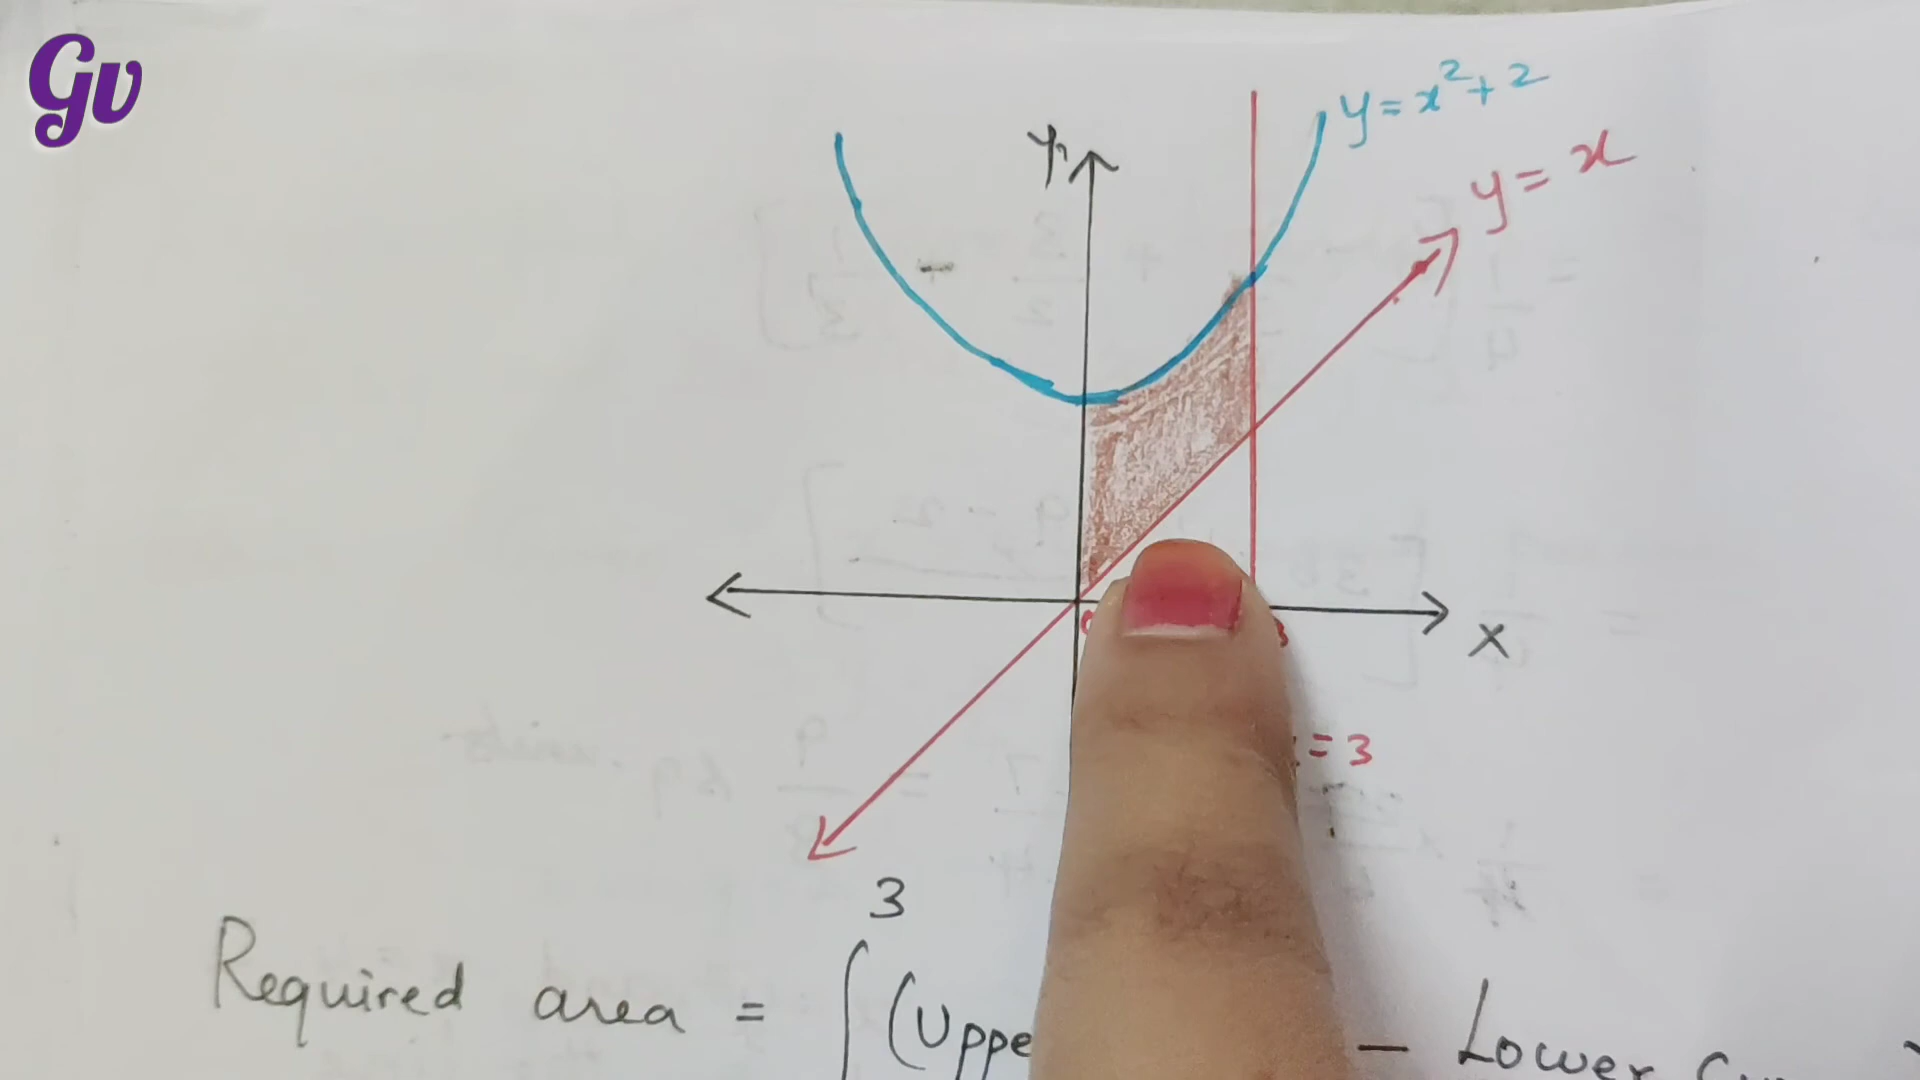 Gv
y = x² + 2
y = x
y
x
= 3
3
Required area = ∫ (Uppe - Lower